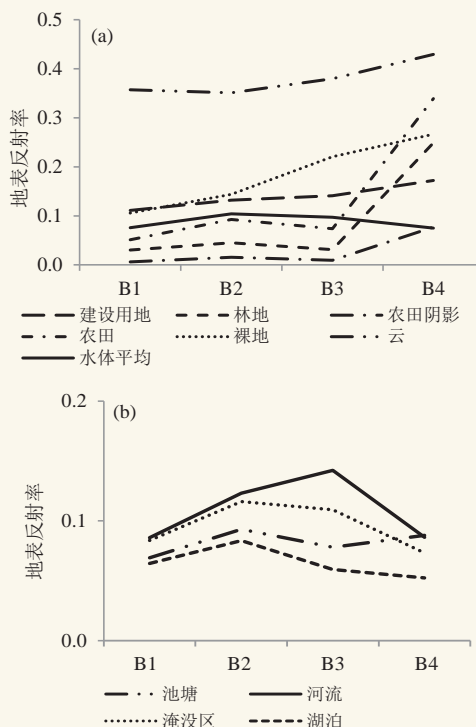 0.5
(a)
0.4
0.3
0.2
0.1
0.0
地表反射率
B1 B2 B3 B4
建设用地 林地 农田阴影
农田 裸地 云
水体平均
0.2
(b)
0.1
0.0
地表反射率
B1 B2 B3 B4
池塘 河流
淹没区 湖泊